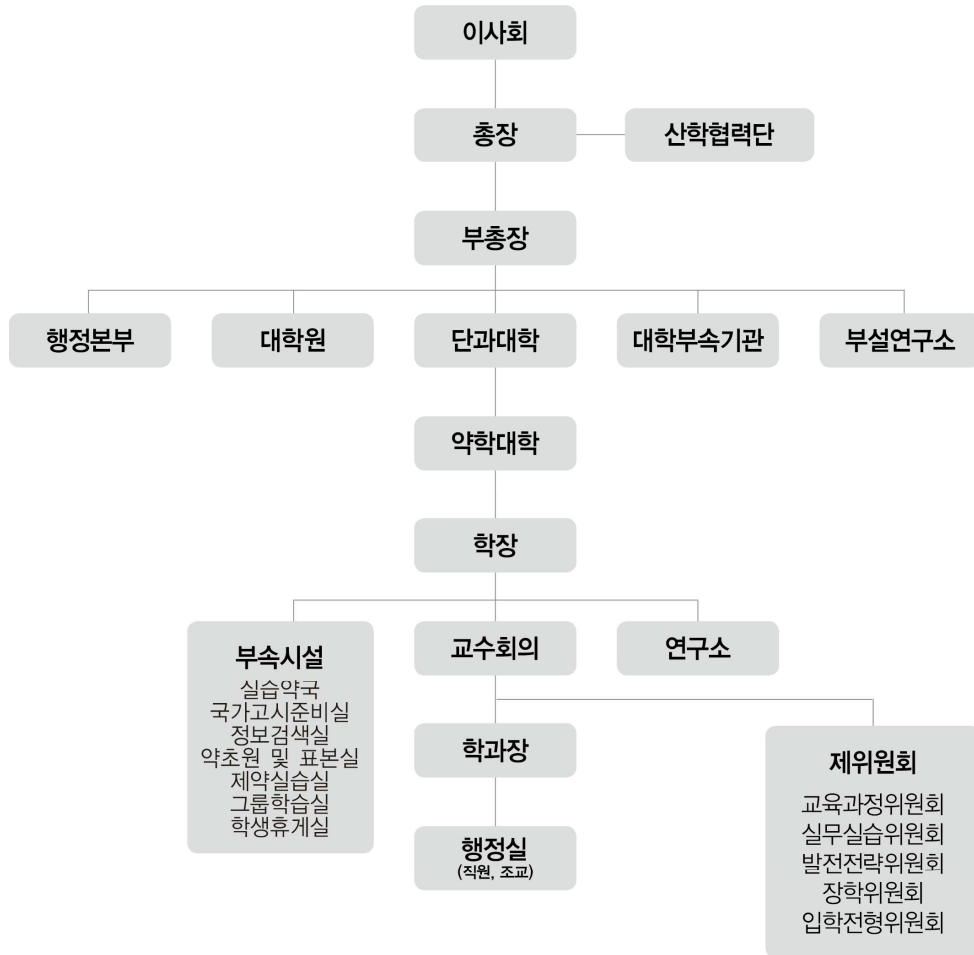 이사회
총장
산학협력단
부총장
행정본부
대학원
단과대학
대학부속기관
부설연구소
약학대학
학장
부속시설
실습약국
국가고시준비실
정보검색실
약초원 및 표본실
제약실습실
그룹학습실
학생휴게실
교수회의
연구소
학과장
행정실
(직원, 조교)
제위원회
교육과정위원회
실무실습위원회
발전전략위원회
장학위원회
입학전형위원회